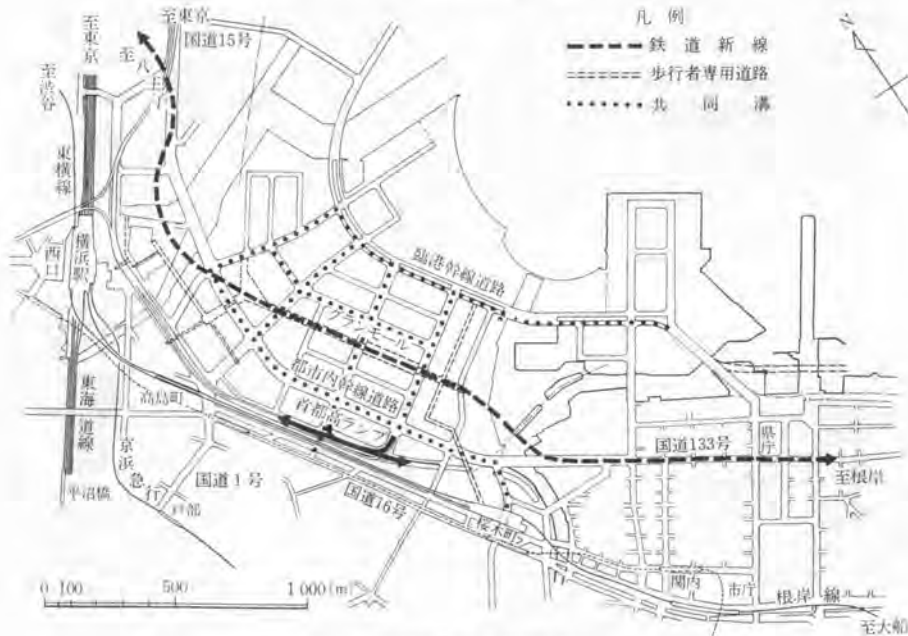 凡例
鉄道新線
歩行者専用道路
共同溝
N
至東京
国道15号
至八王子
至東京
至渋谷
東横線
西口
横浜駅
臨港幹線道路
グランモール
都市内幹線道路
首都高ランプ
高島町
東海道線
京浜急行
平沼橋
戸部
国道1号
国道16号
桜木町
国道133号
県庁
至根岸
関内
市庁
根岸線
至大船
0 100 500 1000(m)